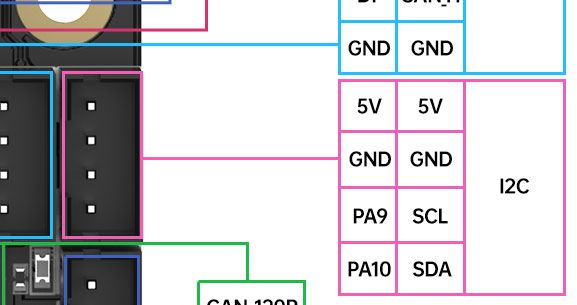 GND GND
5V 5V
GND GND
I2C
PA9 SCL
PA10 SDA
CAN 120R